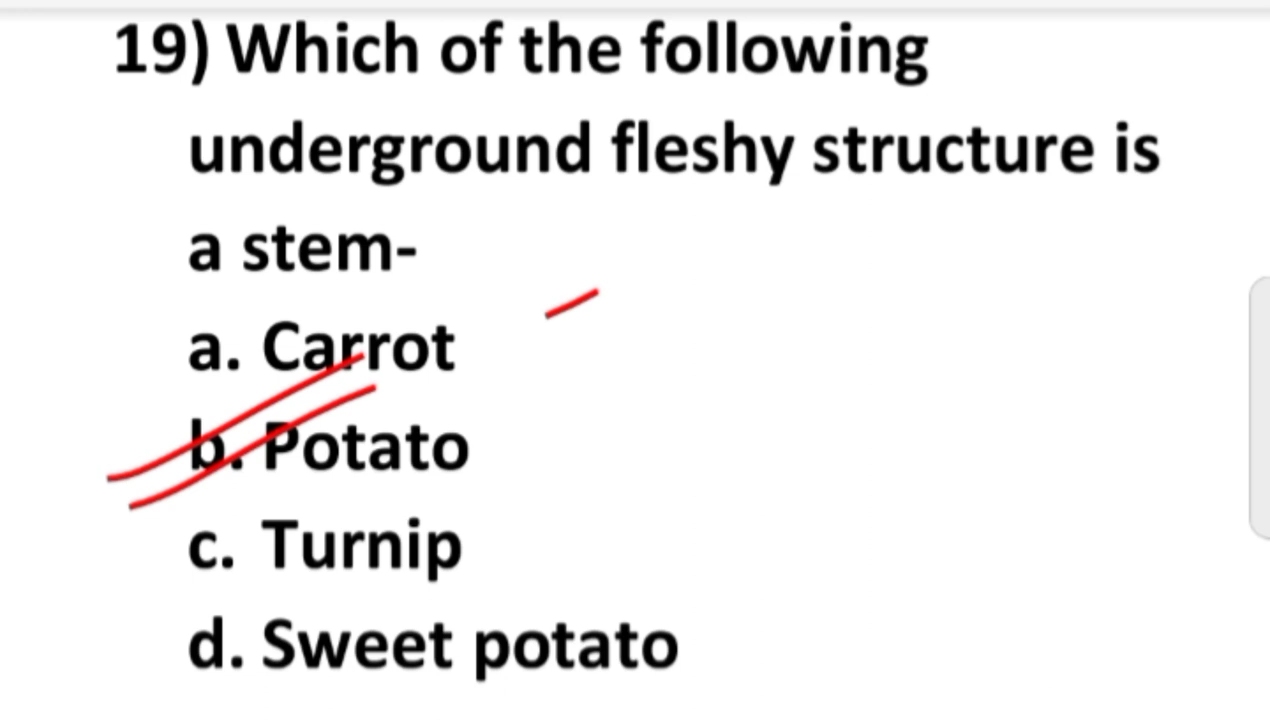 19) Which of the following
underground fleshy structure is
a stem-
a. Carrot
b. Potato
c. Turnip
d. Sweet potato